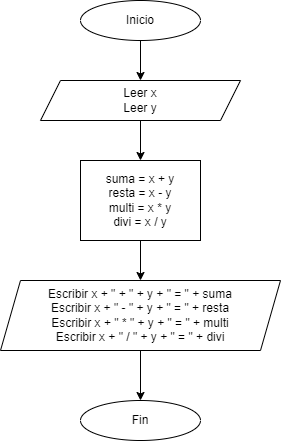 Inicio
Leer x
Leer y
suma = x + y
resta = x - y
multi = x * y
divi = x / y
Escribir x + " + " + y + " = " + suma
Escribir x + " - " + y + " = " + resta
Escribir x + " * " + y + " = " + multi
Escribir x + " / " + y + " = " + divi
Fin